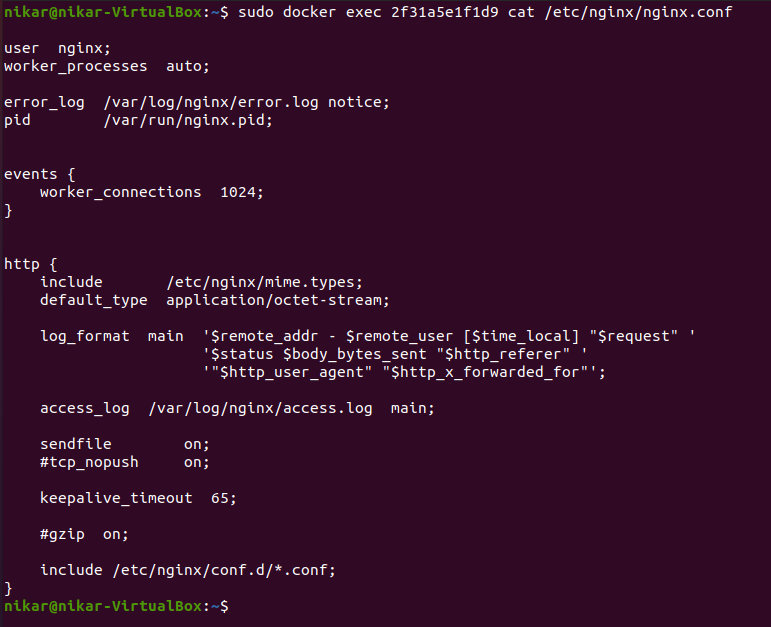 nikar@nikar-VirtualBox:~$ sudo docker exec 2f31a5e1f1d9 cat /etc/nginx/nginx.conf

user  nginx;
worker_processes  auto;

error_log  /var/log/nginx/error.log notice;
pid        /var/run/nginx.pid;


events {
    worker_connections  1024;
}


http {
    include       /etc/nginx/mime.types;
    default_type  application/octet-stream;

    log_format  main  '$remote_addr - $remote_user [$time_local] "$request" '
                      '$status $body_bytes_sent "$http_referer" '
                      '"$http_user_agent" "$http_x_forwarded_for"';

    access_log  /var/log/nginx/access.log  main;

    sendfile        on;
    #tcp_nopush     on;

    keepalive_timeout  65;

    #gzip  on;

    include /etc/nginx/conf.d/*.conf;
}
nikar@nikar-VirtualBox:~$